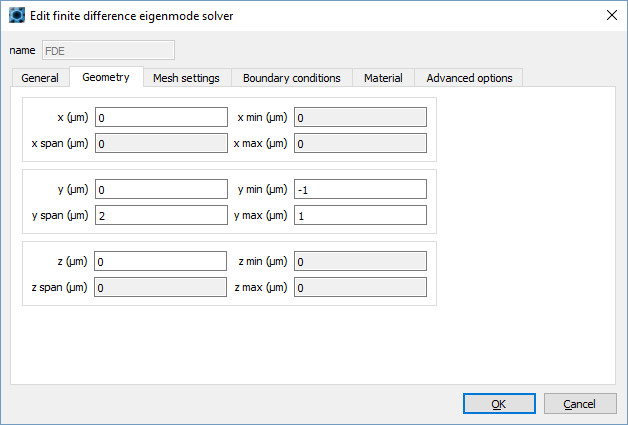 Edit finite difference eigenmode solver
name FDE
General Geometry Mesh settings Boundary conditions Material Advanced options
x (µm) 0 x min (µm) 0
x span (µm) 0 x max (µm) 0
y (µm) 0 y min (µm) -1
y span (µm) 2 y max (µm) 1
z (µm) 0 z min (µm) 0
z span (µm) 0 z max (µm) 0
OK Cancel